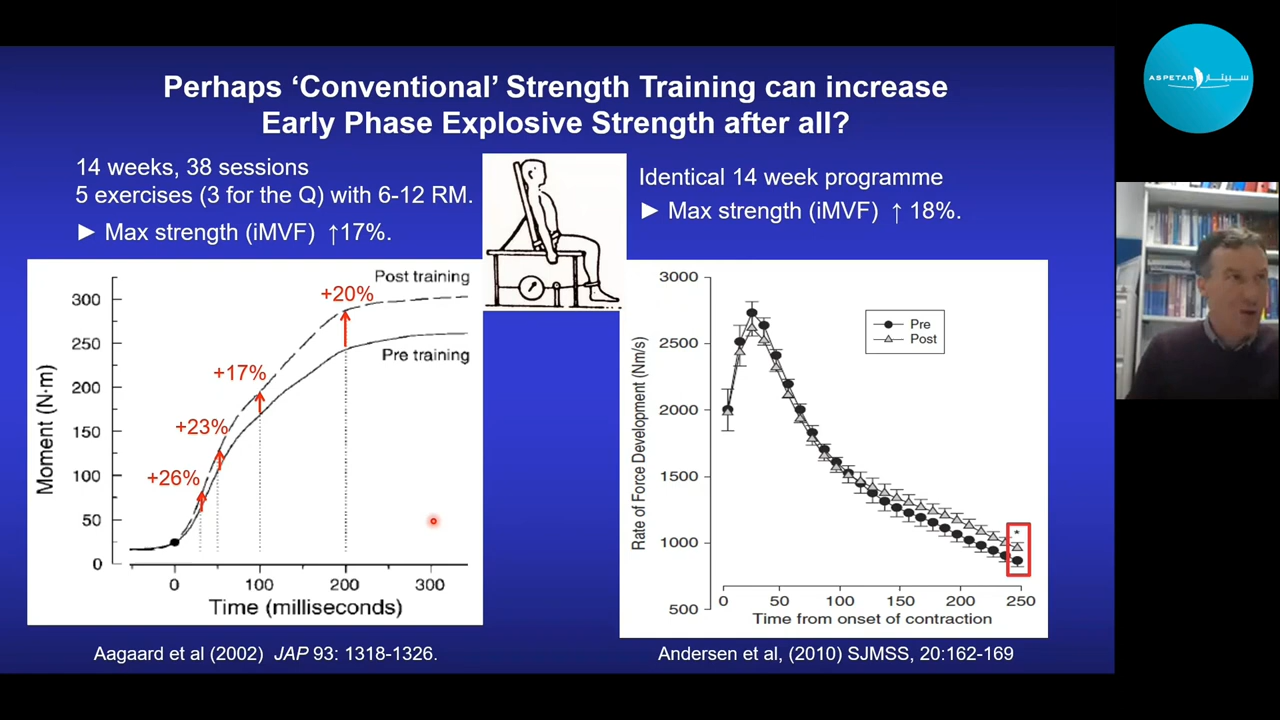 Perhaps ‘Conventional’ Strength Training can increase
Early Phase Explosive Strength after all?
14 weeks, 38 sessions
5 exercises (3 for the Q) with 6-12 RM.
► Max strength (iMVF) ↑17%.
Identical 14 week programme
► Max strength (iMVF) ↑ 18%.
Post training
Pre training
+20%
+17%
+23%
+26%
Moment (N·m)
300
250
200
150
100
50
0
0
100
200
300
Time (milliseconds)
Aagaard et al (2002) JAP 93: 1318-1326.
Rate of Force Development (Nm/s)
3000
2500
2000
1500
1000
500
Pre
Post
*
0
50
100
150
200
250
Time from onset of contraction
Andersen et al, (2010) SJMSS, 20:162-169
ASPETAR سبيتار